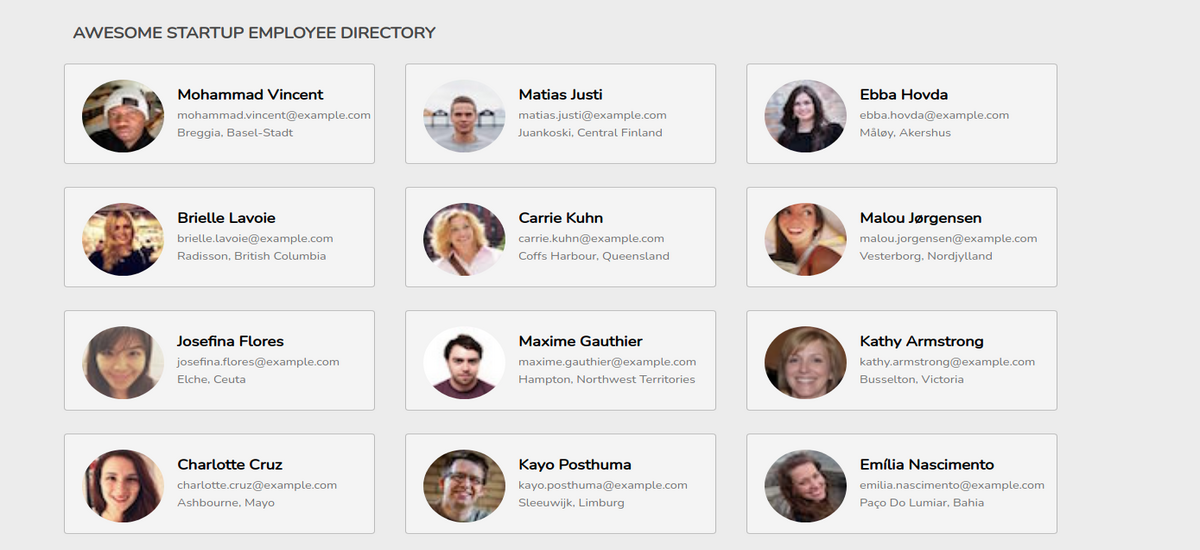 AWESOME STARTUP EMPLOYEE DIRECTORY
Mohammad Vincent
mohammad.vincent@example.com
Breggia, Basel-Stadt
Matias Justi
matias.justi@example.com
Juankoski, Central Finland
Ebba Hovda
ebba.hovda@example.com
Måløy, Akershus
Brielle Lavoie
brielle.lavoie@example.com
Radisson, British Columbia
Carrie Kuhn
carrie.kuhn@example.com
Coffs Harbour, Queensland
Malou Jørgensen
malou.jorgensen@example.com
Vesterborg, Nordjylland
Josefina Flores
josefina.flores@example.com
Elche, Ceuta
Maxime Gauthier
maxime.gauthier@example.com
Hampton, Northwest Territories
Kathy Armstrong
kathy.armstrong@example.com
Busselton, Victoria
Charlotte Cruz
charlotte.cruz@example.com
Ashbourne, Mayo
Kayo Posthuma
kayo.posthuma@example.com
Sleeuwijk, Limburg
Emília Nascimento
emilia.nascimento@example.com
Paço Do Lumiar, Bahia